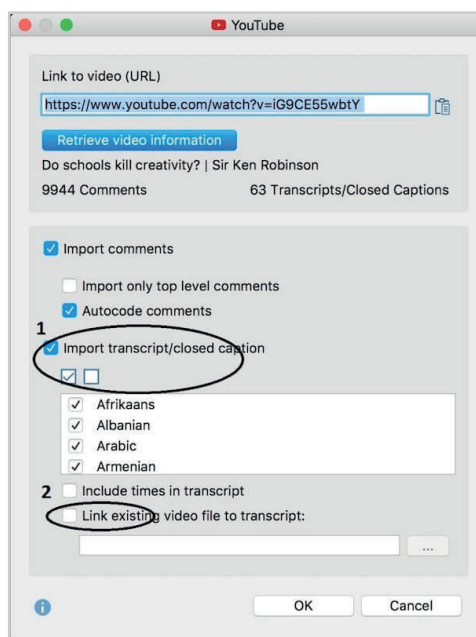 YouTube
Link to video (URL)
https://www.youtube.com/watch?v=iG9CE55wbtY
Retrieve video information
Do schools kill creativity? | Sir Ken Robinson
9944 Comments 63 Transcripts/Closed Captions
Import comments
Import only top level comments
Autocode comments
1
Import transcript/closed caption
Afrikaans
Albanian
Arabic
Armenian
2 Include times in transcript
Link existing video file to transcript:
...
OK Cancel